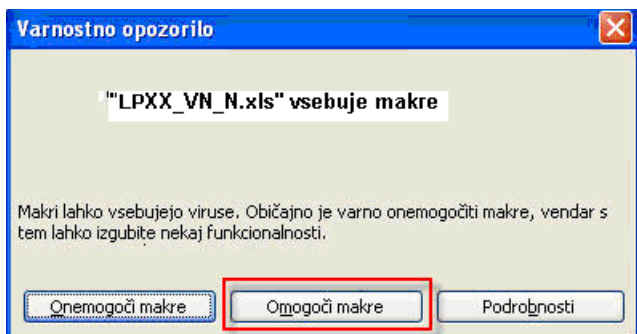 Varnostno opozorilo
""LPXX_VN_N.xls" vsebuje makre
Makri lahko vsebujejo viruse. Običajno je varno onemogočiti makre, vendar s
tem lahko izgubite nekaj funkcionalnosti.
Onemogoči makre
Omogoči makre
Podrobnosti